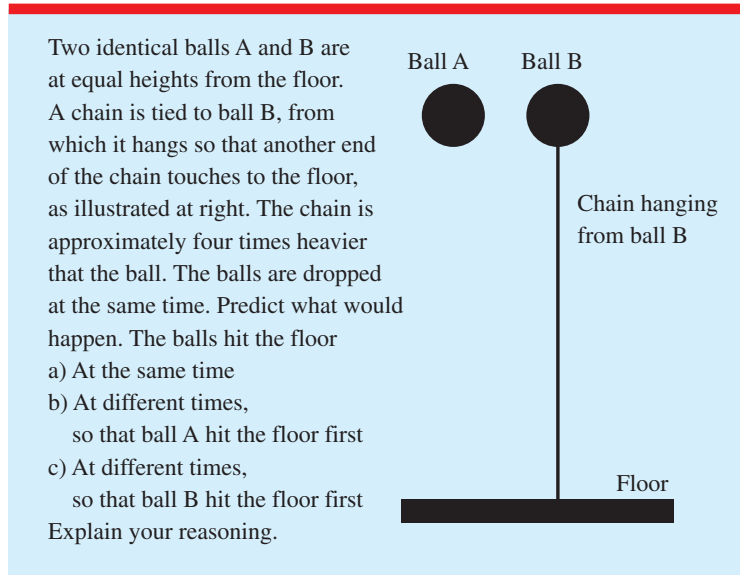 Two identical balls A and B are
at equal heights from the floor.
A chain is tied to ball B, from
which it hangs so that another end
of the chain touches to the floor,
as illustrated at right. The chain is
approximately four times heavier
that the ball. The balls are dropped
at the same time. Predict what would
happen. The balls hit the floor
a) At the same time
b) At different times,
so that ball A hit the floor first
c) At different times,
so that ball B hit the floor first
Explain your reasoning.
Ball A
Ball B
Chain hanging
from ball B
Floor